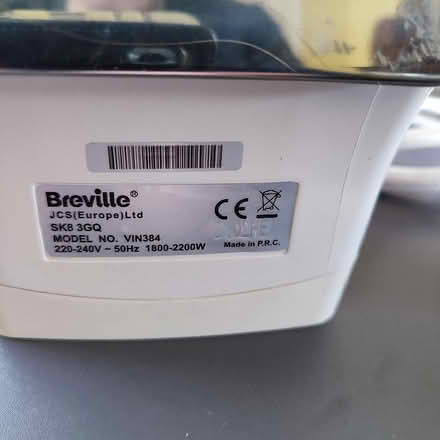 Breville®
JCS(Europe)Ltd
SK8 3GQ
MODEL NO. VIN384
220-240V ~ 50Hz 1800-2200W
CE
Made in P.R.C.